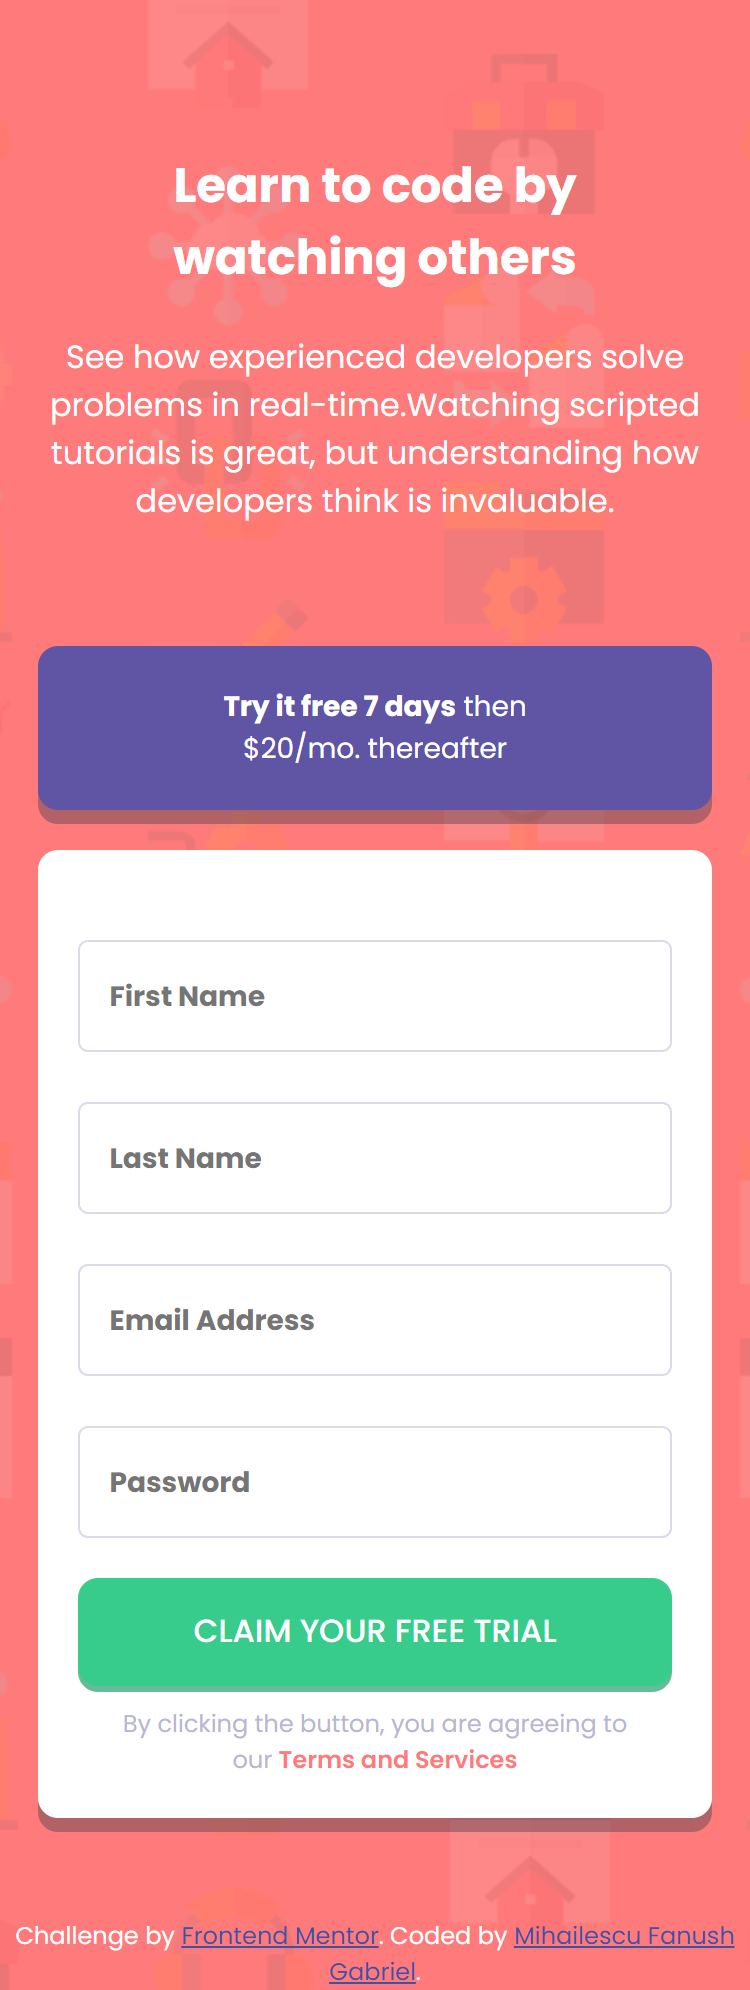 Learn to code by
watching others
See how experienced developers solve
problems in real-time.Watching scripted
tutorials is great, but understanding how
developers think is invaluable.
Try it free 7 days then
$20/mo. thereafter
First Name
Last Name
Email Address
Password
CLAIM YOUR FREE TRIAL
By clicking the button, you are agreeing to
our Terms and Services
Challenge by Frontend Mentor. Coded by Mihailescu Fanush
Gabriel.